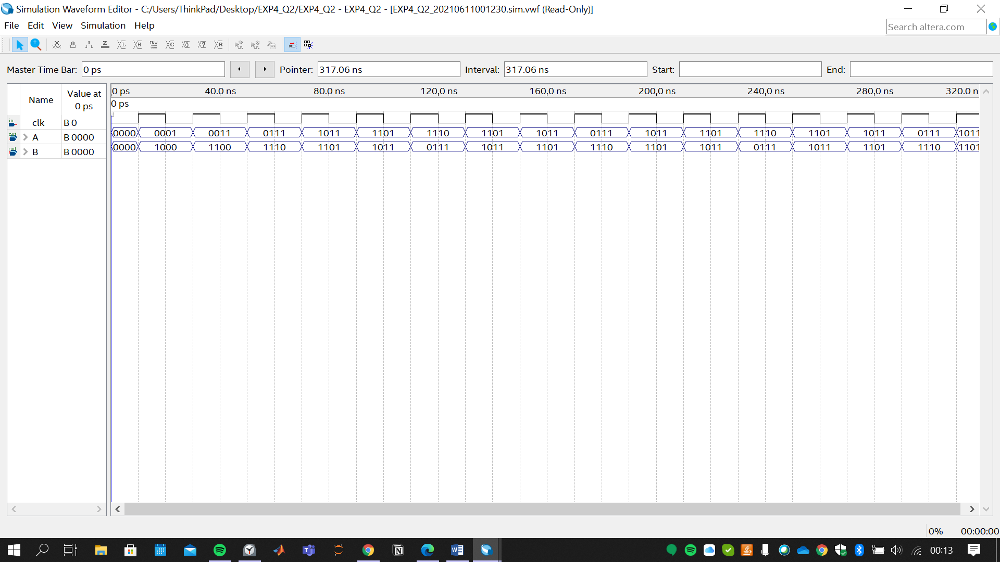 Simulation Waveform Editor - C:/Users/ThinkPad/Desktop/EXP4_Q2/EXP4_Q2 - EXP4_Q2 - [EXP4_Q2_20210611001230.sim.vwf (Read-Only)]
File Edit View Simulation Help
Search altera.com
Master Time Bar: 0 ps Pointer: 317.06 ns Interval: 317.06 ns Start: End:
Name Value at 0 ps
0 ps 40.0 ns 80.0 ns 120.0 ns 160.0 ns 200.0 ns 240.0 ns 280.0 ns 320.0 n
0 ps
clk B 0
A B 0000 0000 0001 0011 0111 1011 1101 1110 1101 1011 0111 1011 1101 1110 1101 1011 0111 1011
B B 0000 0000 1000 1100 1110 1101 1011 0111 1011 1101 1110 1101 1011 0111 1011 1101 1110 1101
0% 00:00:00
00:13